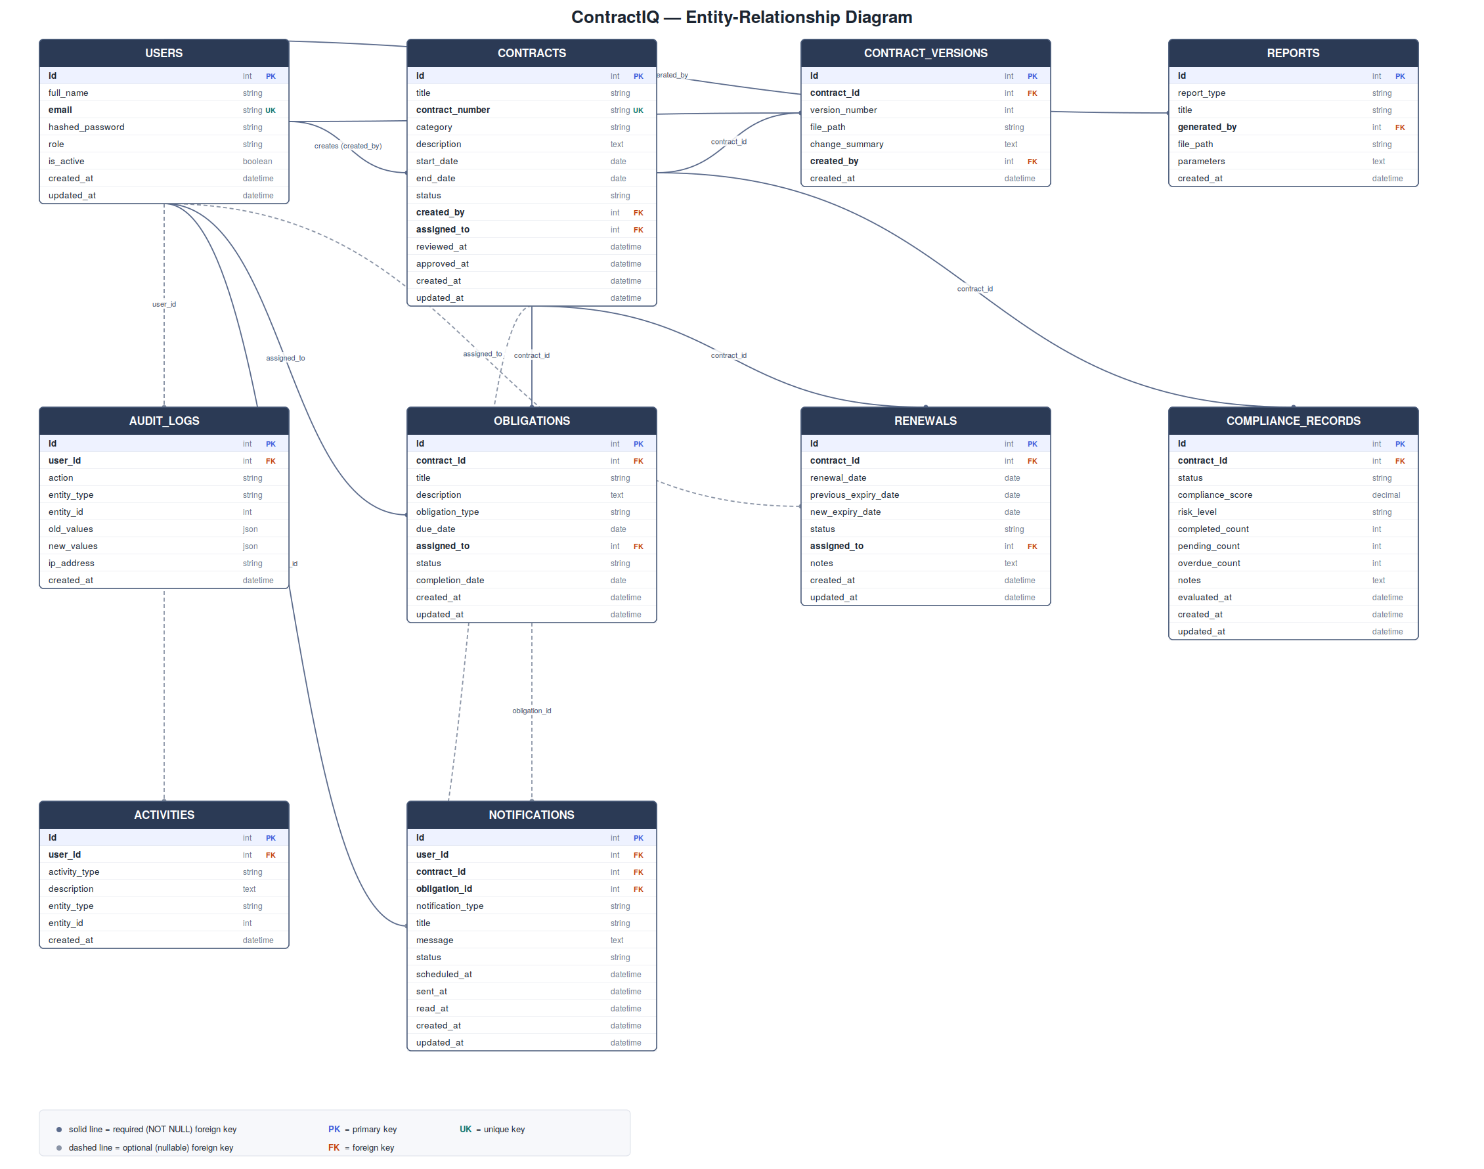 ContractIQ — Entity-Relationship Diagram
USERS
id int PK
full_name string
email string UK
hashed_password string
role string
is_active boolean
created_at datetime
updated_at datetime
CONTRACTS
id int PK
title string
contract_number string UK
category string
description text
start_date date
end_date date
status string
created_by int FK
assigned_to int FK
reviewed_at datetime
approved_at datetime
created_at datetime
updated_at datetime
CONTRACT_VERSIONS
id int PK
contract_id int FK
version_number int
file_path string
change_summary text
created_by int FK
created_at datetime
REPORTS
id int PK
report_type string
title string
generated_by int FK
file_path string
parameters text
created_at datetime
erated_by
creates (created_by)
contract_id
contract_id
user_id
assigned_to
assigned_to
contract_id
contract_id
AUDIT_LOGS
id int PK
user_id int FK
action string
entity_type string
entity_id int
old_values json
new_values json
ip_address string
created_at datetime
_id
OBLIGATIONS
id int PK
contract_id int FK
title string
description text
obligation_type string
due_date date
assigned_to int FK
status string
completion_date date
created_at datetime
updated_at datetime
RENEWALS
id int PK
contract_id int FK
renewal_date date
previous_expiry_date date
new_expiry_date date
status string
assigned_to int FK
notes text
created_at datetime
updated_at datetime
COMPLIANCE_RECORDS
id int PK
contract_id int FK
status string
compliance_score decimal
risk_level string
completed_count int
pending_count int
overdue_count int
notes text
evaluated_at datetime
created_at datetime
updated_at datetime
obligation_id
ACTIVITIES
id int PK
user_id int FK
activity_type string
description text
entity_type string
entity_id int
created_at datetime
NOTIFICATIONS
id int PK
user_id int FK
contract_id int FK
obligation_id int FK
notification_type string
title string
message text
status string
scheduled_at datetime
sent_at datetime
read_at datetime
created_at datetime
updated_at datetime
solid line = required (NOT NULL) foreign key PK = primary key UK = unique key
dashed line = optional (nullable) foreign key FK = foreign key